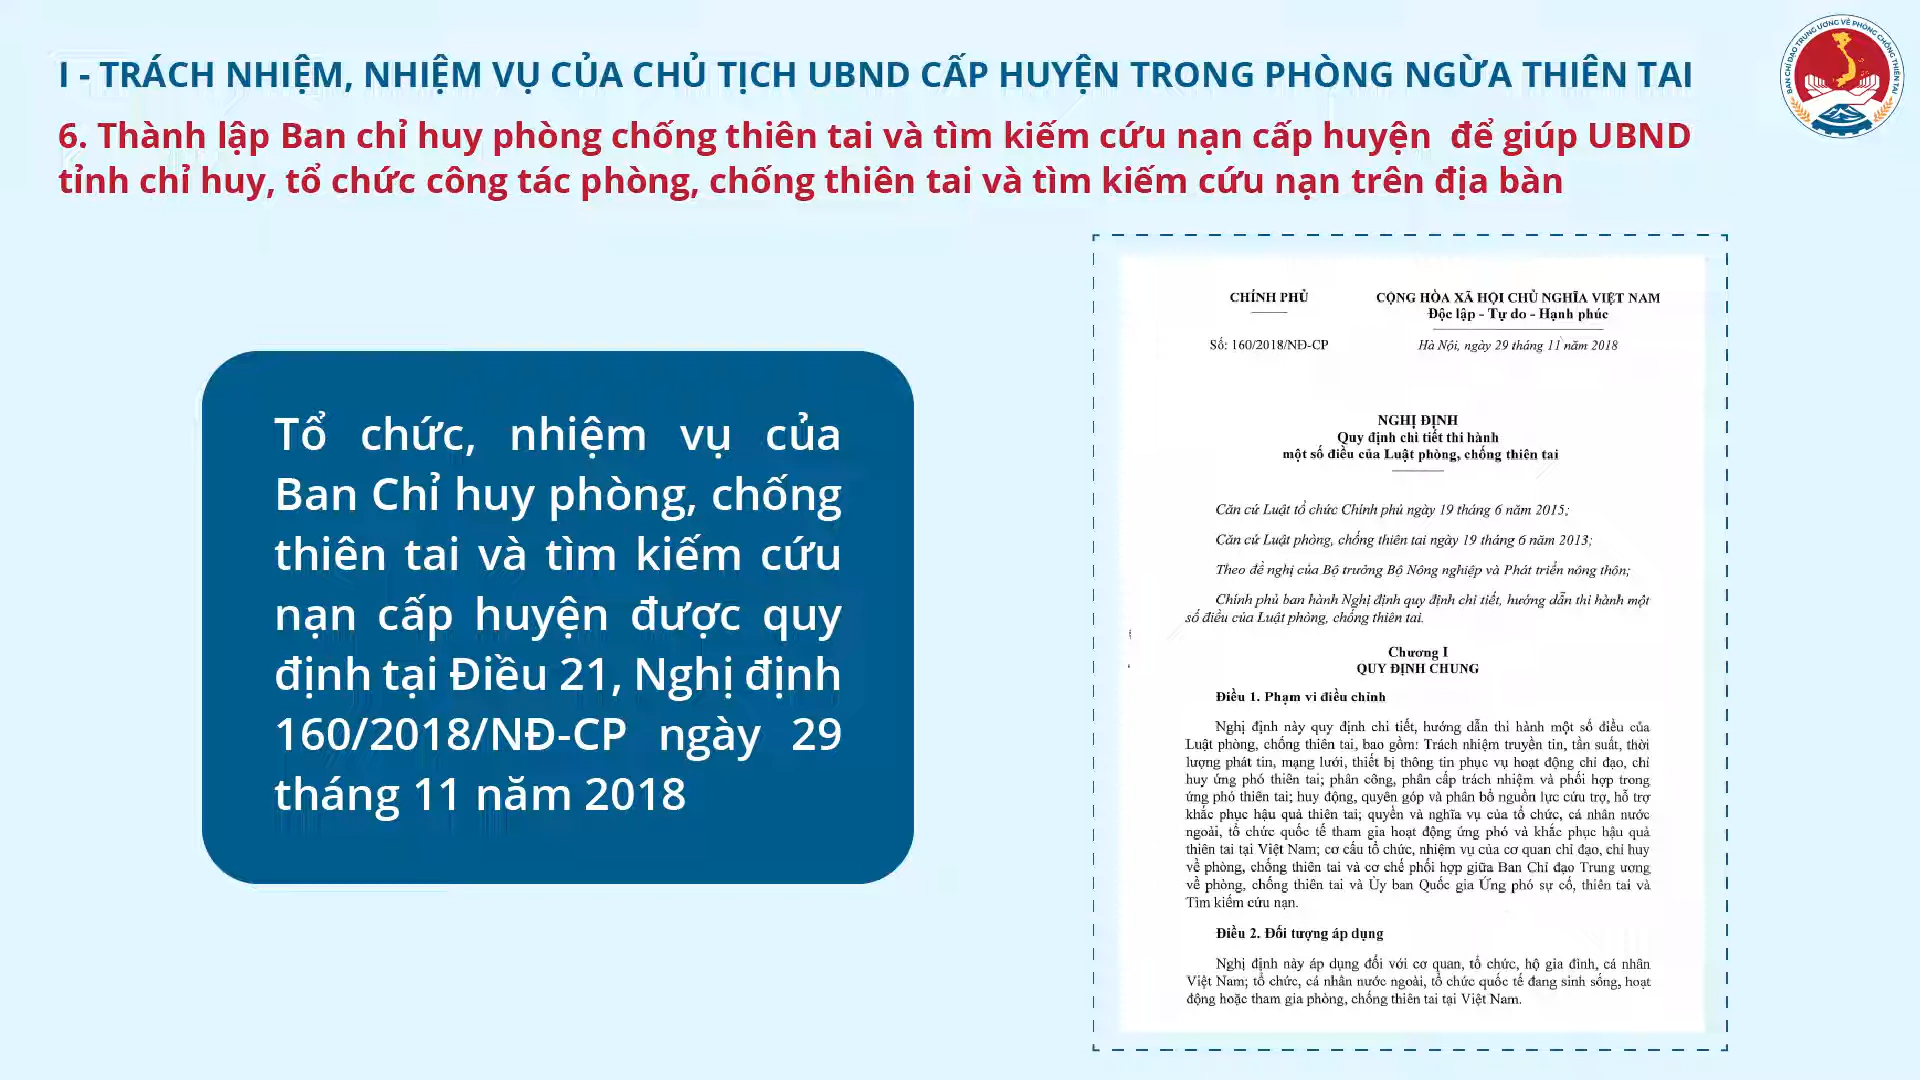 I - TRÁCH NHIỆM, NHIỆM VỤ CỦA CHỦ TỊCH UBND CẤP HUYỆN TRONG PHÒNG NGỪA THIÊN TAI
6. Thành lập Ban chỉ huy phòng chống thiên tai và tìm kiếm cứu nạn cấp huyện để giúp UBND
tỉnh chỉ huy, tổ chức công tác phòng, chống thiên tai và tìm kiếm cứu nạn trên địa bàn
BAN CHỈ ĐẠO TRUNG ƯƠNG VỀ PHÒNG CHỐNG THIÊN TAI
Tổ chức, nhiệm vụ của
Ban Chỉ huy phòng, chống
thiên tai và tìm kiếm cứu
nạn cấp huyện được quy
định tại Điều 21, Nghị định
160/2018/NĐ-CP ngày 29
tháng 11 năm 2018
CHÍNH PHỦ
CỘNG HÒA XÃ HỘI CHỦ NGHĨA VIỆT NAM
Độc lập - Tự do - Hạnh phúc
Số: 160/2018/NĐ-CP
Hà Nội, ngày 29 tháng 11 năm 2018
NGHỊ ĐỊNH
Quy định chi tiết thi hành
một số điều của Luật phòng, chống thiên tai
Căn cứ Luật tổ chức Chính phủ ngày 19 tháng 6 năm 2015;
Căn cứ Luật phòng, chống thiên tai ngày 19 tháng 6 năm 2013;
Theo đề nghị của Bộ trưởng Bộ Nông nghiệp và Phát triển nông thôn;
Chính phủ ban hành Nghị định quy định chi tiết, hướng dẫn thi hành một
số điều của Luật phòng, chống thiên tai.
Chương I
QUY ĐỊNH CHUNG
Điều 1. Phạm vi điều chỉnh
Nghị định này quy định chi tiết, hướng dẫn thi hành một số điều của
Luật phòng, chống thiên tai, bao gồm: Trách nhiệm truyền tin, tần suất, thời
lượng phát tin, mạng lưới, thiết bị thông tin phục vụ hoạt động chỉ đạo, chỉ
huy ứng phó thiên tai; phân công, phân cấp trách nhiệm và phối hợp trong
ứng phó thiên tai; huy động, quyên góp và phân bổ nguồn lực cứu trợ, hỗ trợ
khắc phục hậu quả thiên tai; quyền và nghĩa vụ của tổ chức, cá nhân nước
ngoài, tổ chức quốc tế tham gia hoạt động ứng phó và khắc phục hậu quả
thiên tai tại Việt Nam; cơ cấu tổ chức, nhiệm vụ của cơ quan chỉ đạo, chỉ huy
về phòng, chống thiên tai và cơ chế phối hợp giữa Ban Chỉ đạo Trung ương
về phòng, chống thiên tai và Ủy ban Quốc gia Ứng phó sự cố, thiên tai và
Tìm kiếm cứu nạn.
Điều 2. Đối tượng áp dụng
Nghị định này áp dụng đối với cơ quan, tổ chức, hộ gia đình, cá nhân
Việt Nam; tổ chức, cá nhân nước ngoài, tổ chức quốc tế đang sinh sống, hoạt
động hoặc tham gia phòng, chống thiên tai tại Việt Nam.